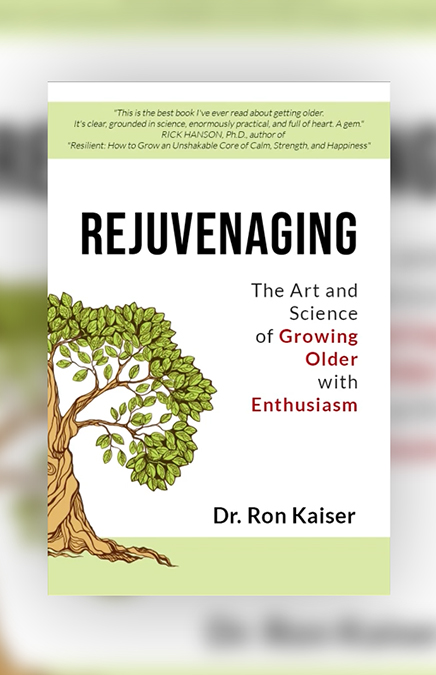 "This is the best book I've ever read about getting older.
It's clear, grounded in science, enormously practical, and full of heart. A gem."
RICK HANSON, Ph.D., author of
"Resilient: How to Grow an Unshakable Core of Calm, Strength, and Happiness"
REJUVENAGING
The Art and
Science
of Growing
Older
with
Enthusiasm
Dr. Ron Kaiser